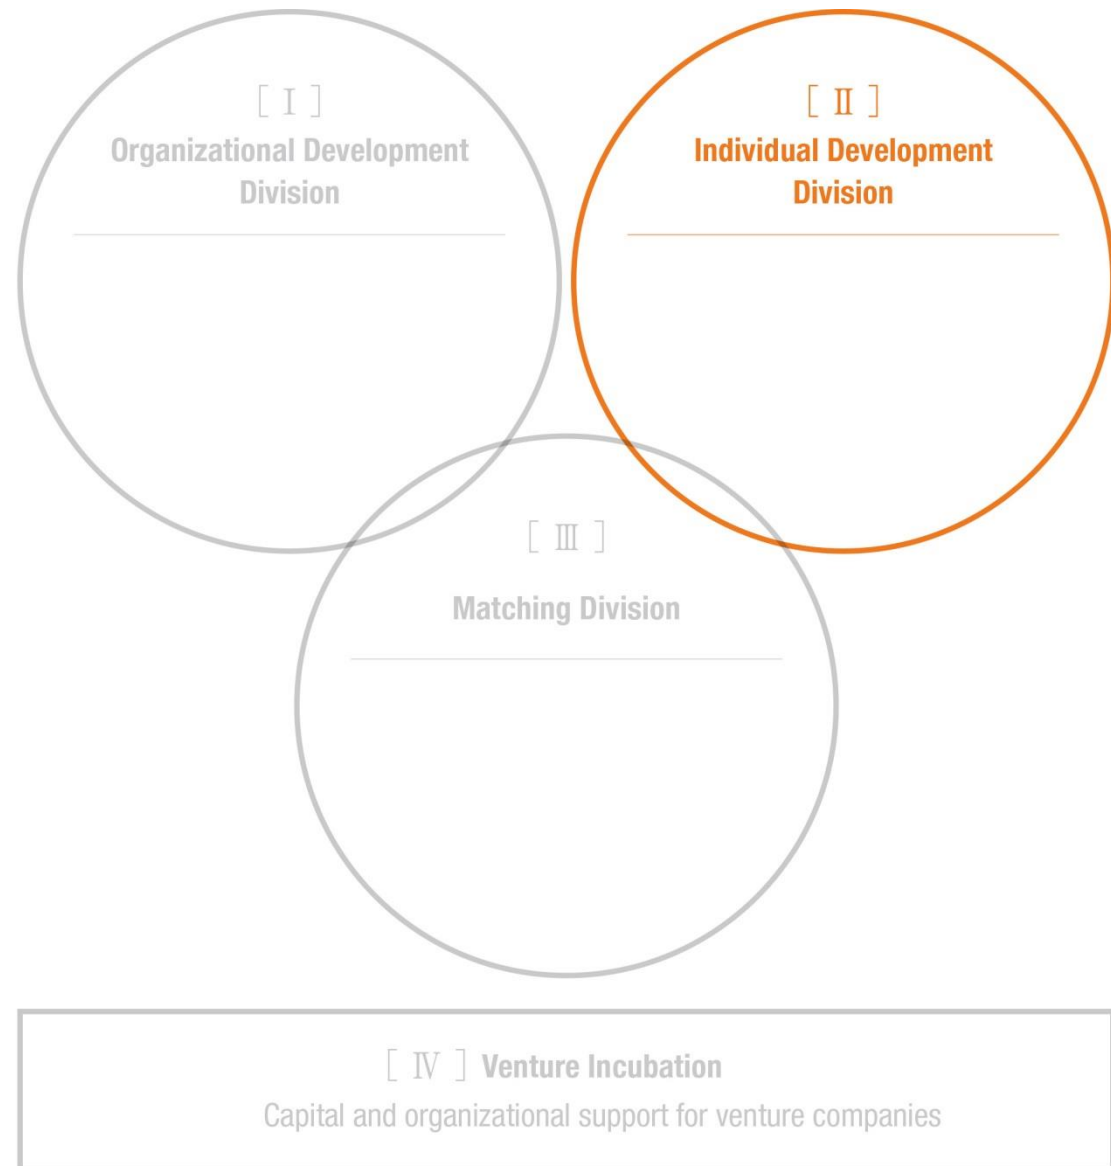 ［ Ⅰ ］
Organizational Development
Division
［ Ⅱ ］
Individual Development
Division
［ Ⅲ ］
Matching Division
［ Ⅳ ］ Venture Incubation
Capital and organizational support for venture companies